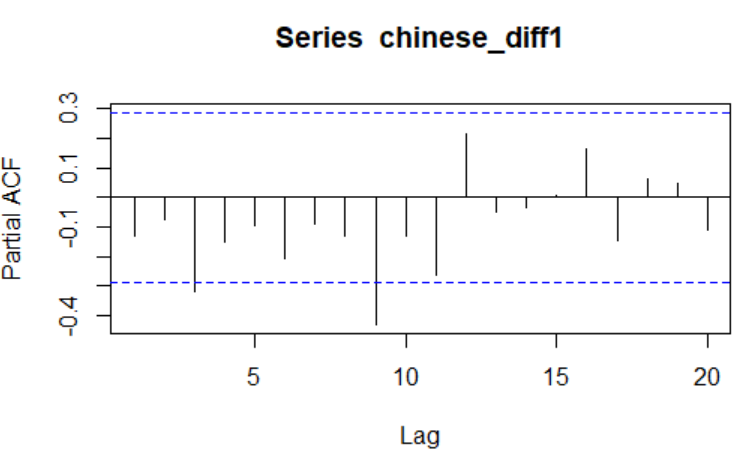 Series chinese_diff1
Partial ACF
0.3
0.1
-0.1
-0.4
5 10 15 20
Lag